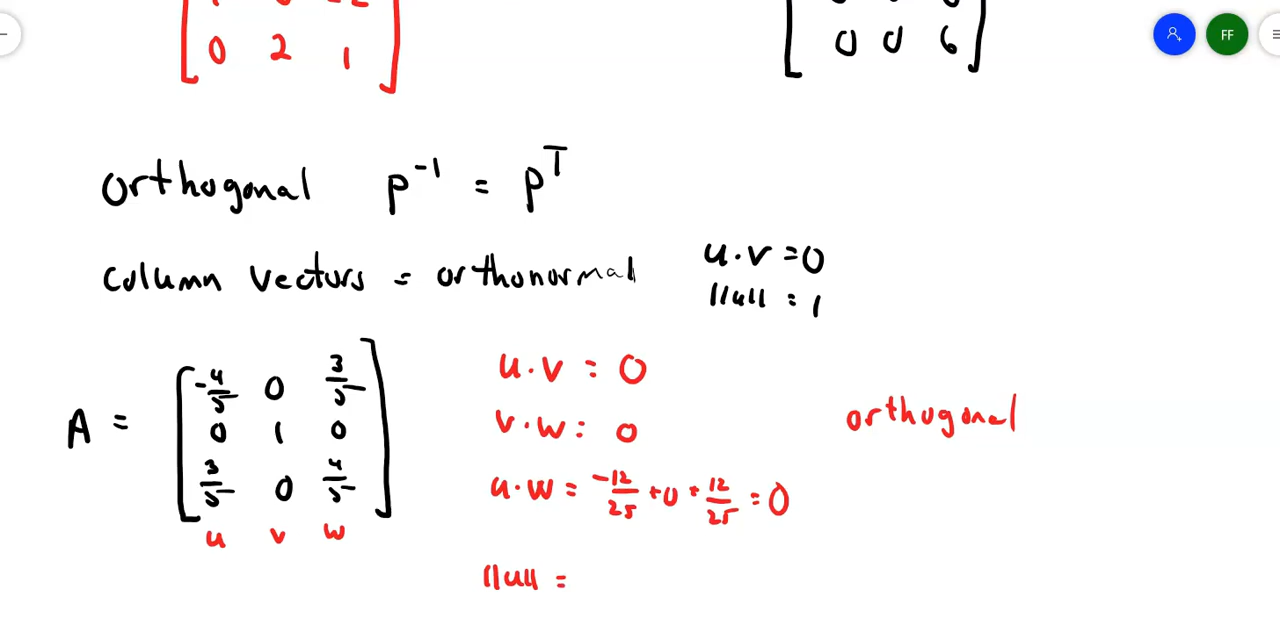 0 2 1
0 0 6
FF
orthogonal P⁻¹ = Pᵀ
column vectors = orthonormal
u·v = 0
||u|| = 1
A = [ -4/5 0 3/5
0 1 0
3/5 0 4/5 ]
u v w
u·v = 0
v·w = 0
u·w = -12/25 + 0 + 12/25 = 0
orthogonal
||u|| =